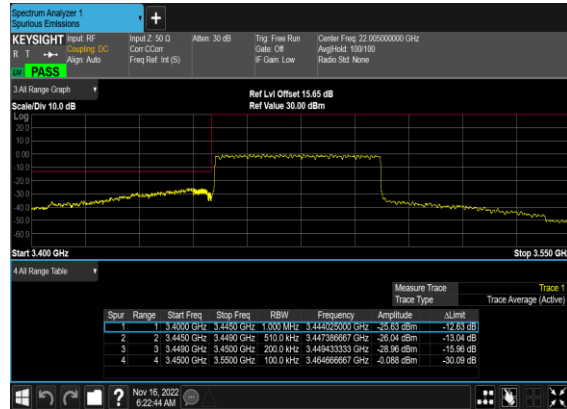 Spectrum Analyzer 1
Spurious Emissions
+
KEYSIGHT
R T
Input: RF
Coupling: DC
Align: Auto
Input Z: 50 Ω
Corr CCorr
Freq Ref: Int (S)
Atten: 30 dB
Trig: Free Run
Gate: Off
IF Gain: Low
Center Freq: 22.005000000 GHz
Avg|Hold: 100/100
Radio Std: None
PASS
3 All Range Graph
Scale/Div 10.0 dB
Ref Lvl Offset 15.65 dB
Ref Value 30.00 dBm
Log
20.0
10.0
0.00
-10.0
-20.0
-30.0
-40.0
-50.0
-60.0
Start 3.400 GHz
Stop 3.550 GH
4 All Range Table
Measure Trace Trace 1
Trace Type Trace Average (Active)
Spur Range Start Freq Stop Freq RBW Frequency Amplitude ΔLimit
1 1 3.4000 GHz 3.4450 GHz 1.000 MHz 3.444025000 GHz -25.63 dBm -12.63 dB
2 2 3.4450 GHz 3.4490 GHz 510.0 kHz 3.447386667 GHz -26.04 dBm -13.04 dB
3 3 3.4490 GHz 3.4500 GHz 200.0 kHz 3.449433333 GHz -28.96 dBm -15.96 dB
4 4 3.4500 GHz 3.5500 GHz 100.0 kHz 3.464666667 GHz -0.088 dBm -30.09 dB
?
Nov 16, 2022
6:22:44 AM